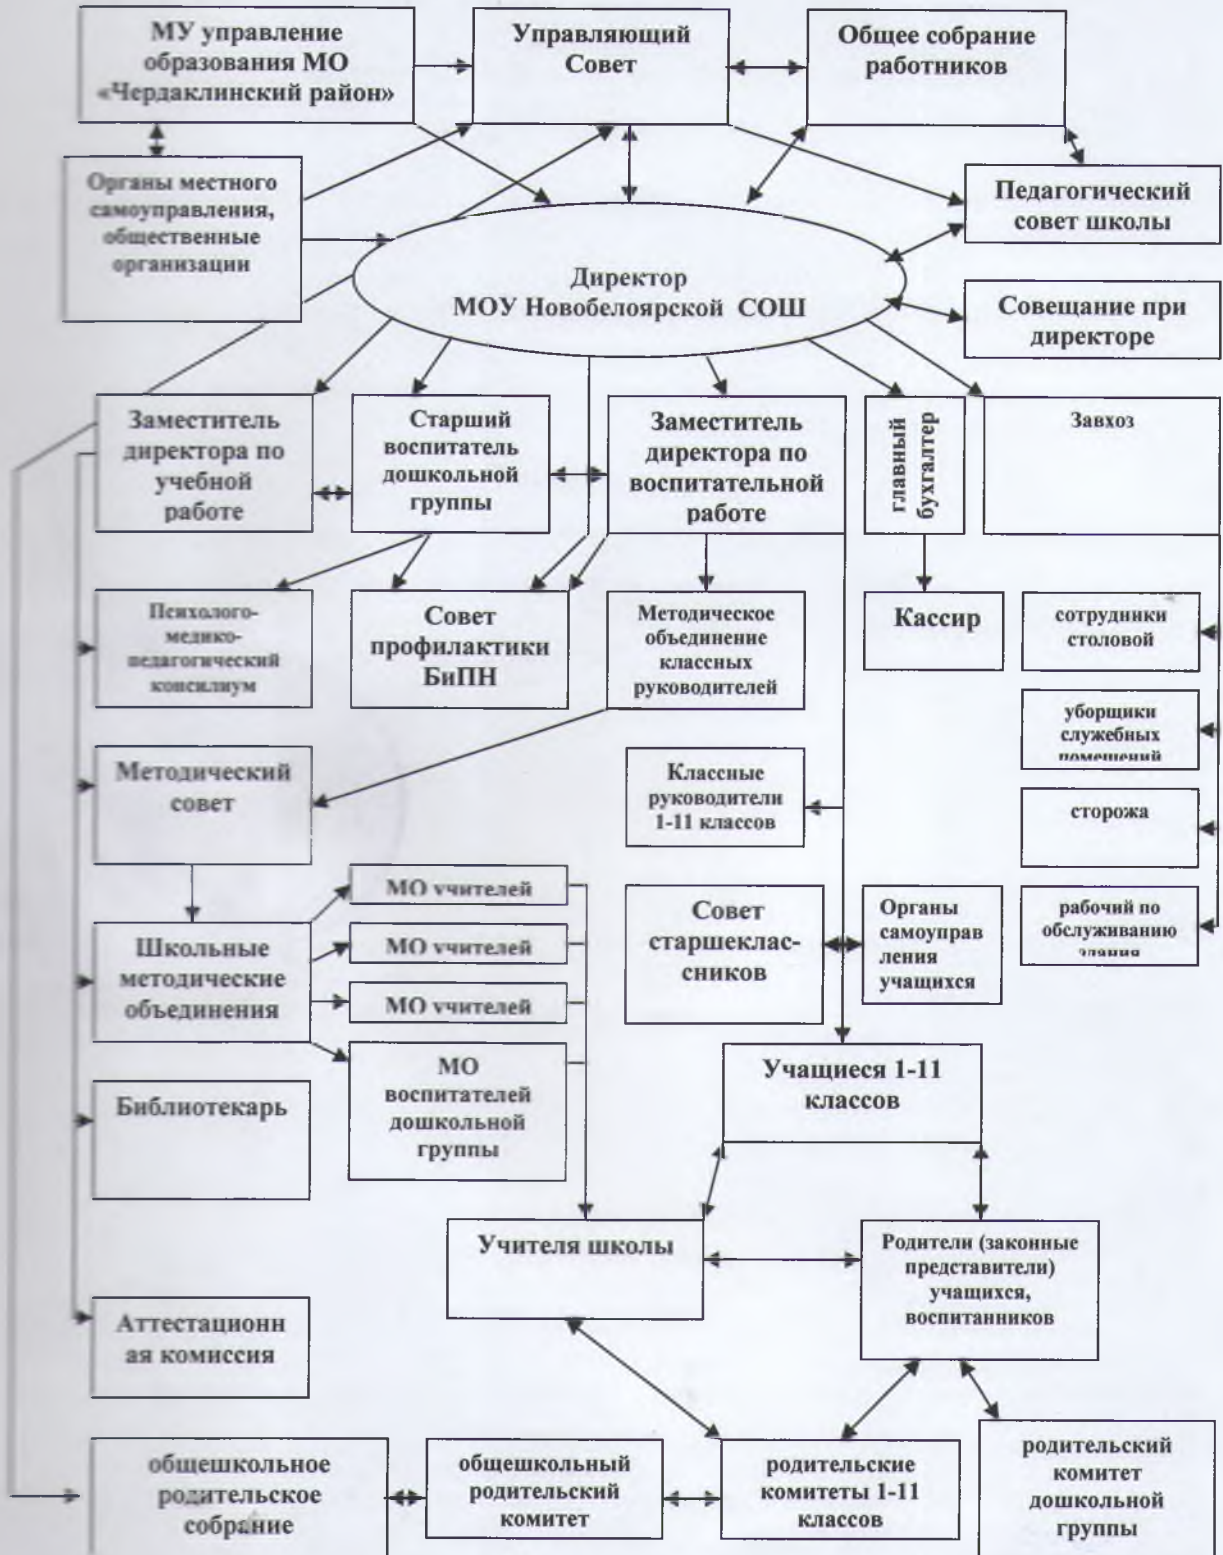 МУ управление
образования МО
«Чердаклинский район»
Управляющий
Совет
Общее собрание
работников
Органы местного
самоуправления,
общественные
организации
Педагогический
совет школы
Директор
МОУ Новобелоярской СОШ
Совещание при
директоре
Заместитель
директора по
учебной
работе
Старший
воспитатель
дошкольной
группы
Заместитель
директора по
воспитательной
работе
главный
бухгалтер
Завхоз
Психолого-
медико-
педагогический
консилиум
Совет
профилактики
БиПН
Методическое
объединение
классных
руководителей
Кассир
сотрудники
столовой
уборщики
служебных
помещений
Методический
совет
Классные
руководители
1-11 классов
сторожа
МО учителей
МО учителей
МО учителей
МО
воспитателей
дошкольной
группы
Школьные
методические
объединения
Совет
старшеклас-
сников
Органы
самоуправ
ления
учащихся
рабочий по
обслуживанию
здания
Библиотекарь
Учащиеся 1-11
классов
Учителя школы
Родители (законные
представители)
учащихся,
воспитанников
Аттестационн
ая комиссия
общешкольное
родительское
собрание
общешкольный
родительский
комитет
родительские
комитеты 1-11
классов
родительский
комитет
дошкольной
группы